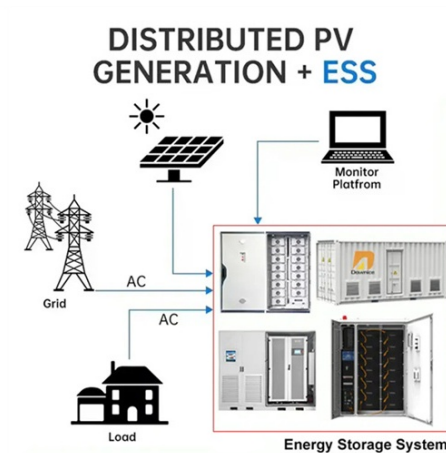 DISTRIBUTED PV
GENERATION + ESS
Monitor
Platfrom
AC
Grid
AC
Load
Energy Storage System